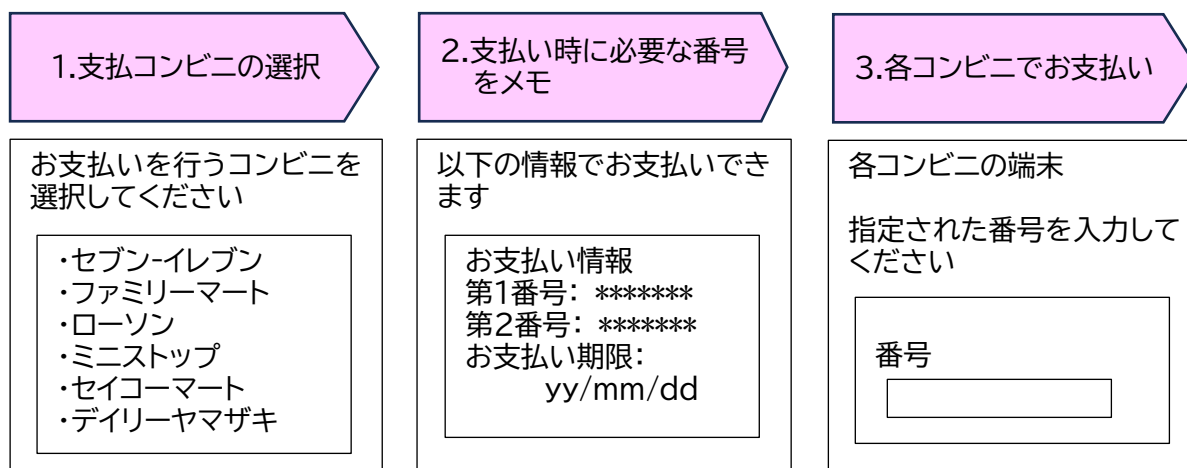 1.支払コンビニの選択
お支払いを行うコンビニを
選択してください
・セブン-イレブン
・ファミリーマート
・ローソン
・ミニストップ
・セイコーマート
・デイリーヤマザキ
2.支払い時に必要な番号
をメモ
以下の情報でお支払いでき
ます
お支払い情報
第1番号： *******
第2番号： *******
お支払い期限：
yy/mm/dd
3.各コンビニでお支払い
各コンビニの端末
指定された番号を入力して
ください
番号